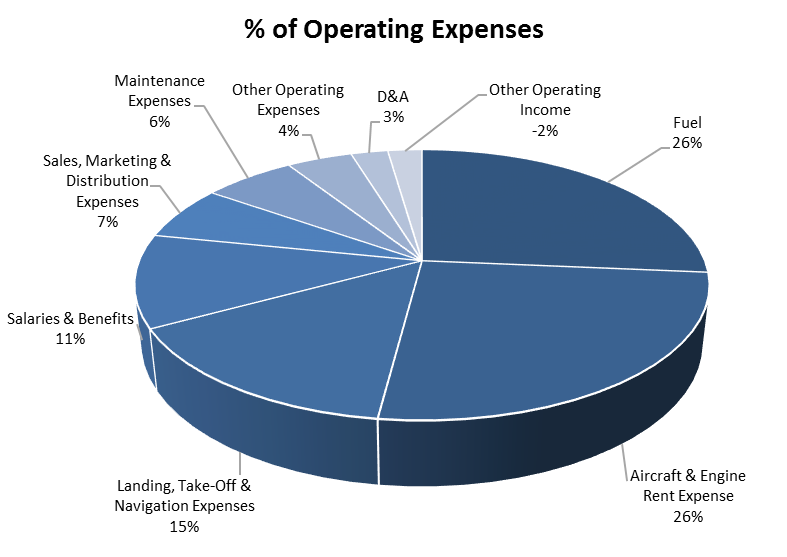 % of Operating Expenses
Maintenance
Expenses
6%
Other Operating
Expenses
4%
D&A
3%
Other Operating
Income
-2%
Fuel
26%
Sales, Marketing &
Distribution
Expenses
7%
Salaries & Benefits
11%
Landing, Take-Off &
Navigation Expenses
15%
Aircraft & Engine
Rent Expense
26%